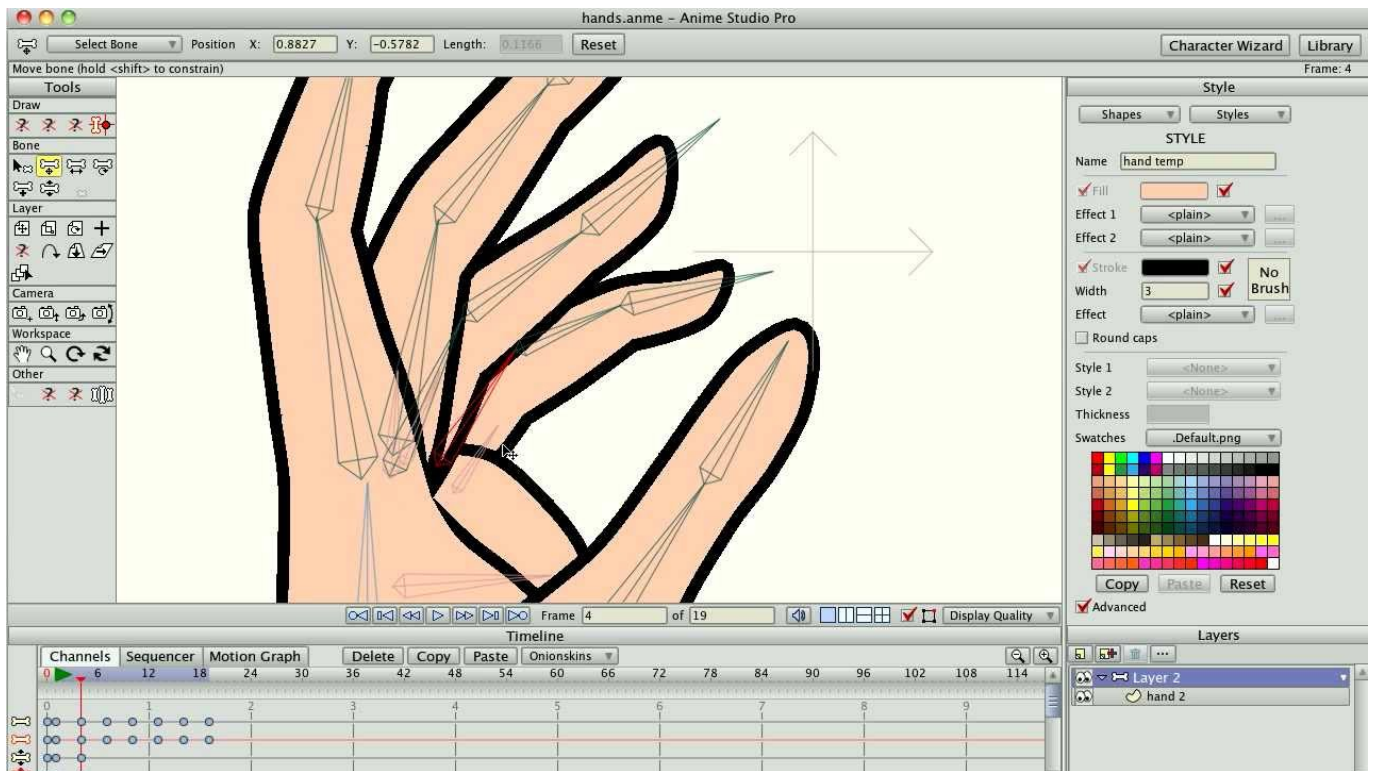 hands.anme – Anime Studio Pro
Select Bone Position X: 0.8827 Y: -0.5782 Length: 0.1166 Reset Character Wizard Library
Move bone (hold <shift> to constrain) Frame: 4
Tools
Draw
Bone
Layer
Camera
Workspace
Other
Style
Shapes Styles
STYLE
Name hand temp
Fill
Effect 1 <plain> ...
Effect 2 <plain> ...
Stroke
No Brush
Width 3
Effect <plain> ...
Round caps
Style 1 <None>
Style 2 <None>
Thickness
Swatches .Default.png
Copy Paste Reset
Advanced
Frame 4 of 19 Display Quality
Timeline
Channels Sequencer Motion Graph Delete Copy Paste Onionskins
0 6 12 18 24 30 36 42 48 54 60 66 72 78 84 90 96 102 108 114
0 1 2 3 4 5 6 7 8 9
Layers
...
Layer 2
hand 2